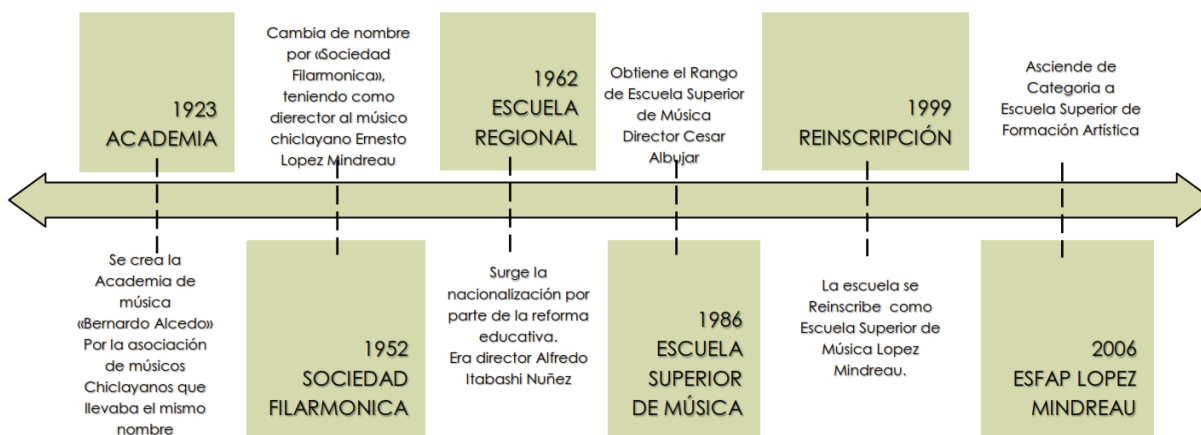 1923
ACADEMIA
Se crea la
Academia de
música
«Bernardo Alcedo»
Por la asociación
de músicos
Chiclayanos que
llevaba el mismo
nombre
Cambia de nombre
por «Sociedad
Filarmonica»,
teniendo como
dierector al músico
chiclayano Ernesto
Lopez Mindreau
1952
SOCIEDAD
FILARMONICA
1962
ESCUELA
REGIONAL
Surge la
nacionalización por
parte de la reforma
educativa.
Era director Alfredo
Itabashi Nuñez
Obtiene el Rango
de Escuela Superior
de Música
Director Cesar
Albujar
1986
ESCUELA
SUPERIOR
DE MÚSICA
1999
REINSCRIPCIÓN
La escuela se
Reinscribe como
Escuela Superior de
Música Lopez
Mindreau.
Asciende de
Categoria a
Escuela Superior de
Formación Artística
2006
ESFAP LOPEZ
MINDREAU